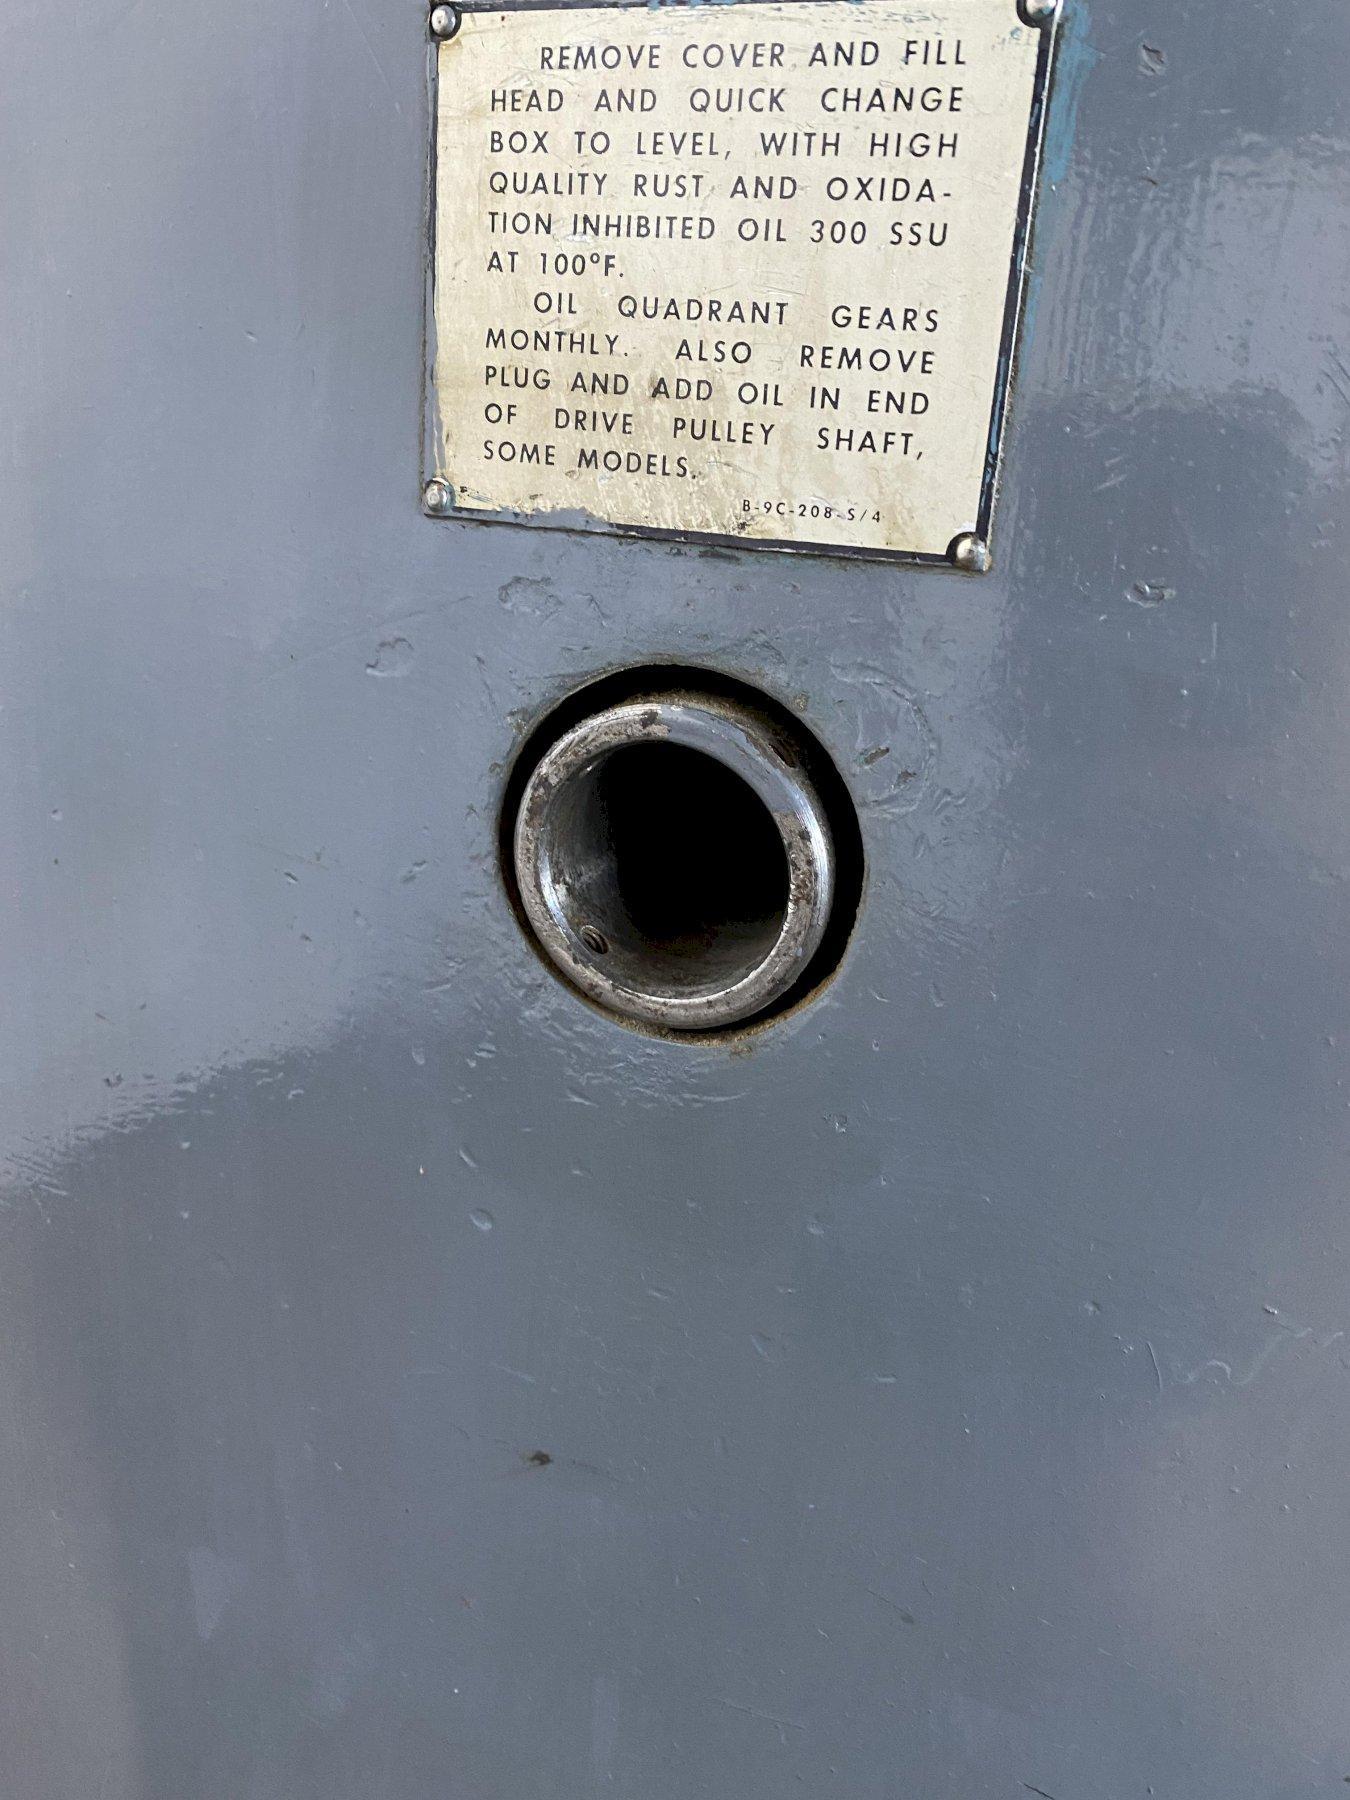 REMOVE COVER AND FILL
HEAD AND QUICK CHANGE
BOX TO LEVEL, WITH HIGH
QUALITY RUST AND OXIDA-
TION INHIBITED OIL 300 SSU
AT 100°F.
OIL QUADRANT GEARS
MONTHLY. ALSO REMOVE
PLUG AND ADD OIL IN END
OF DRIVE PULLEY SHAFT,
SOME MODELS.
B-9C-208-S/4